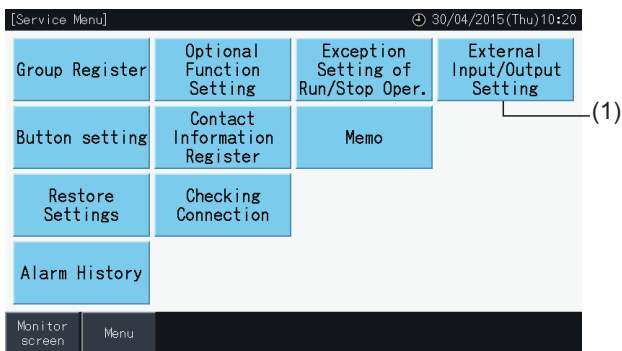 [Service Menu] 30/04/2015(Thu)10:20
Group Register
Optional
Function
Setting
Exception
Setting of
Run/Stop Oper.
External
Input/Output
Setting
(1)
Button setting
Contact
Information
Register
Memo
Restore
Settings
Checking
Connection
Alarm History
Monitor
screen
Menu